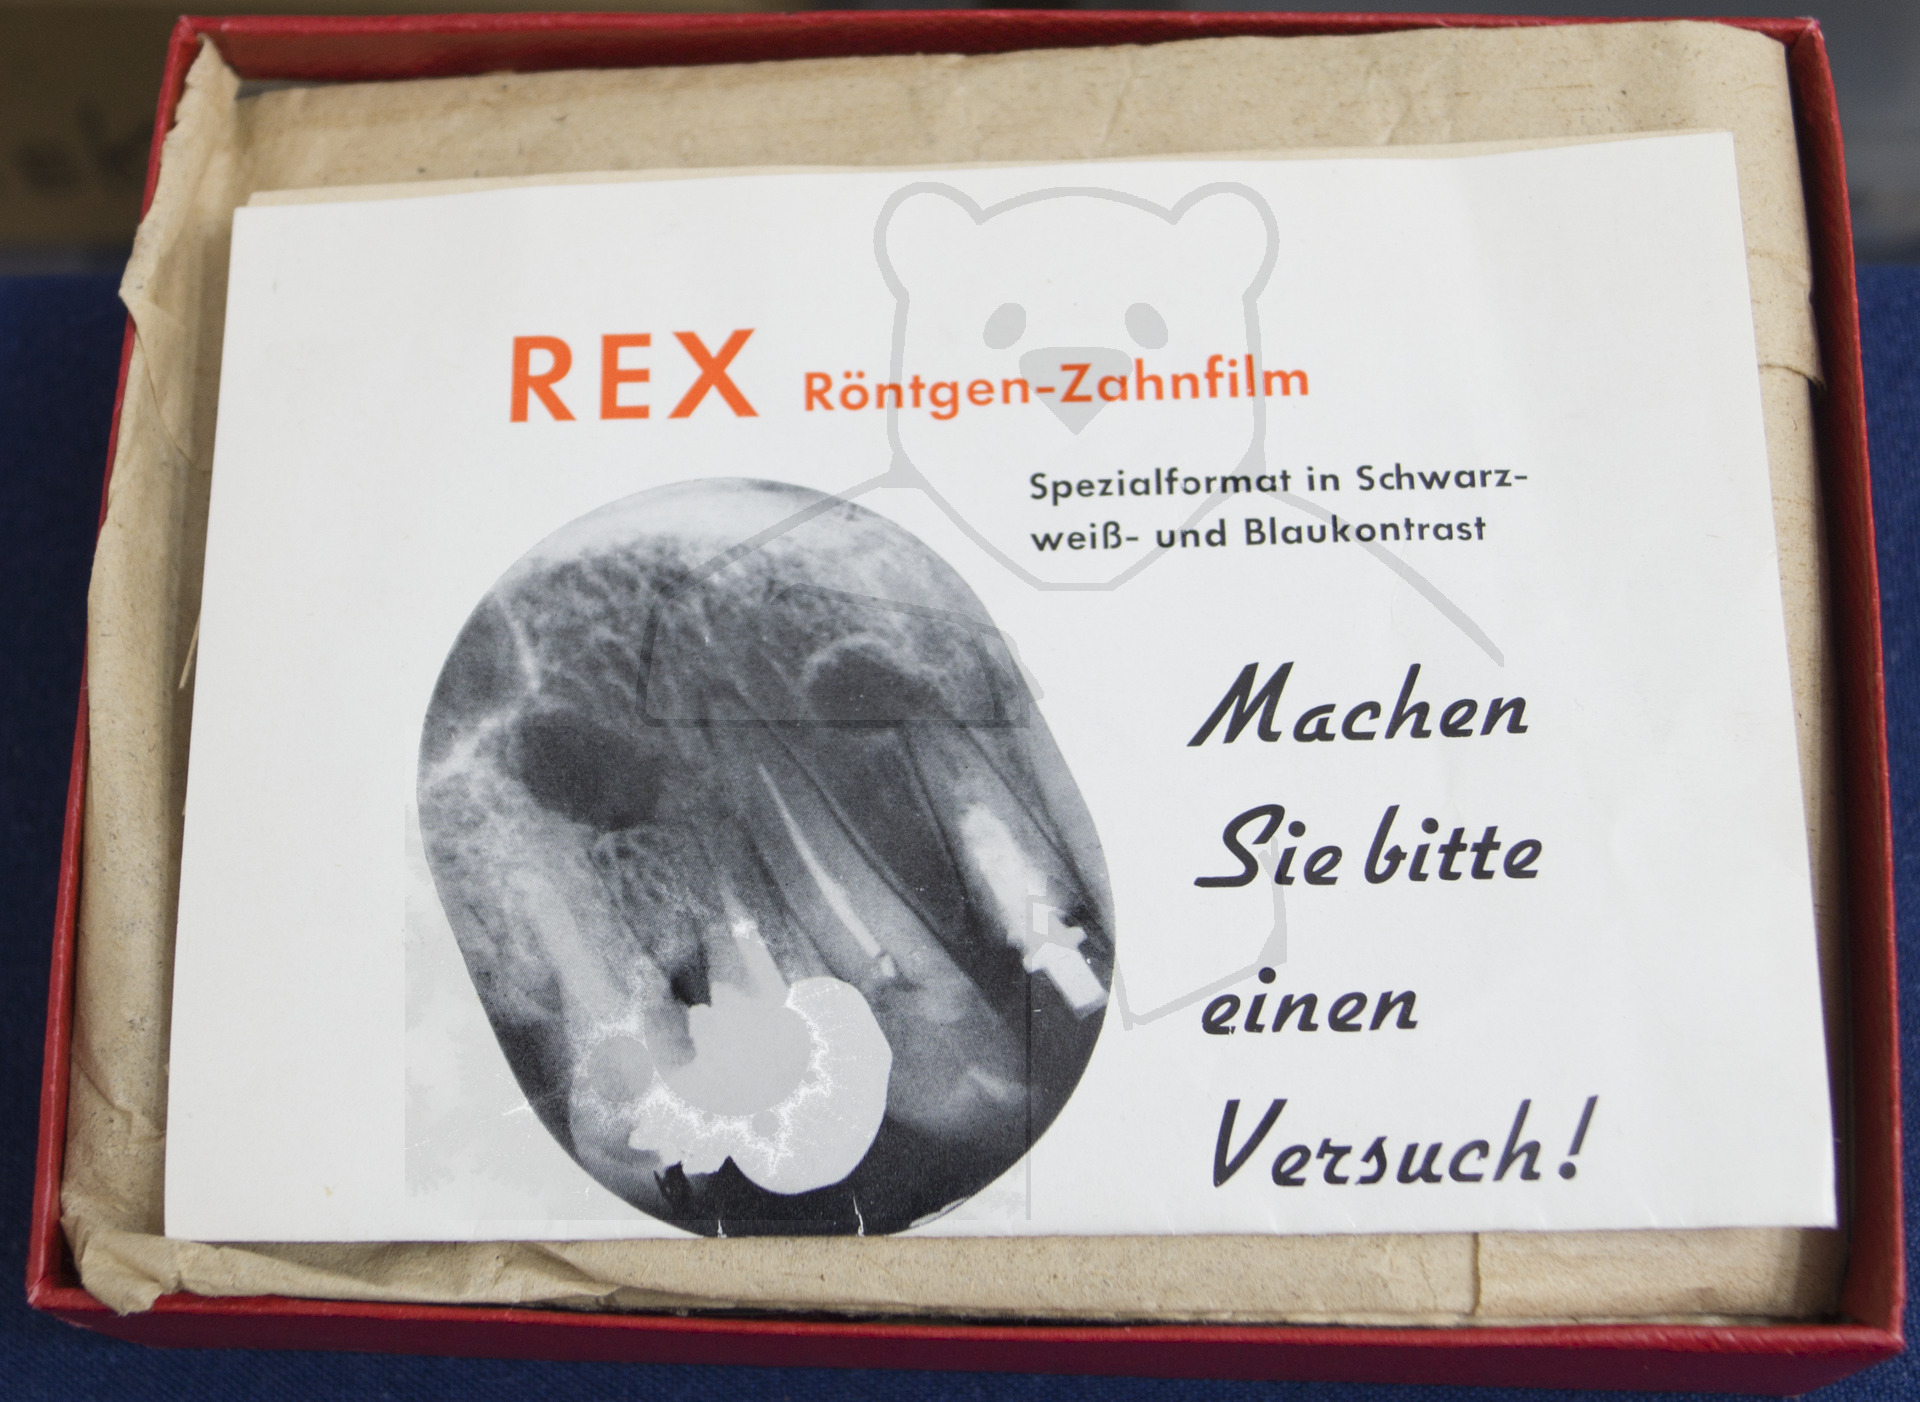 REX Röntgen-Zahnfilm
Spezialformat in Schwarz-
weiß- und Blaukontrast
Machen
Sie bitte
einen
Versuch!